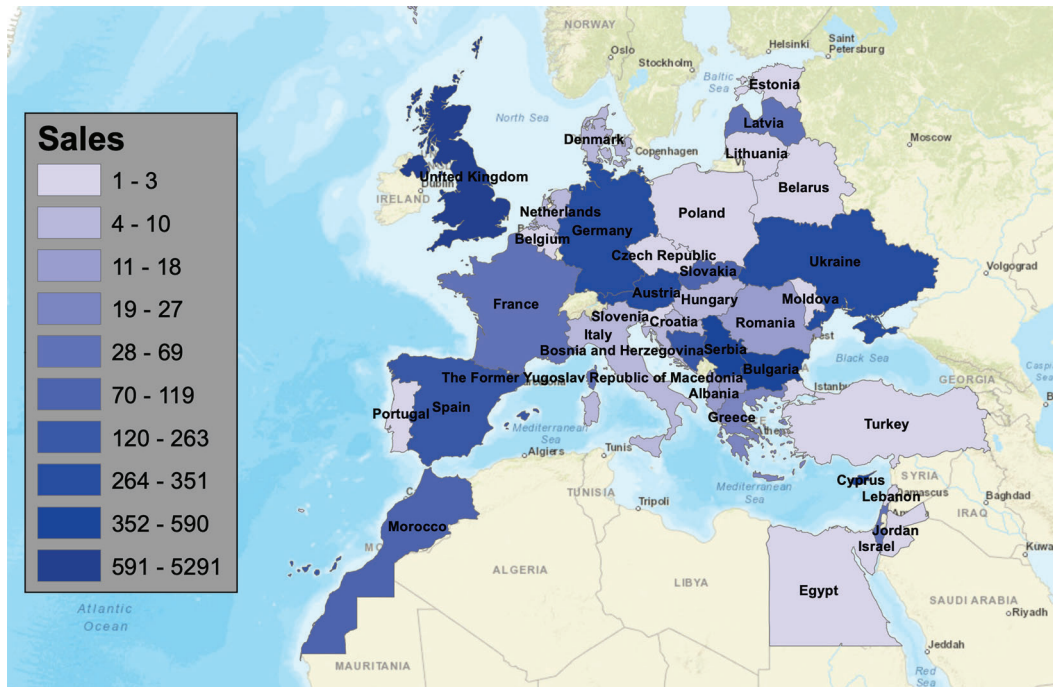 Sales
1 - 3
4 - 10
11 - 18
19 - 27
28 - 69
70 - 119
120 - 263
264 - 351
352 - 590
591 - 5291
NORWAY
Oslo
Stockholm
Helsinki
Saint
Petersburg
Baltic
Sea
Estonia
North Sea
Latvia
Moscow
Denmark
Copenhagen
Lithuania
United Kingdom
Dublin
IRELAND
Belarus
Netherlands
Poland
Germany
Belgium
Czech Republic
Slovakia
Ukraine
Volgograd
France
Austria
Hungary
Moldova
Slovenia
Croatia
Romania
Italy
Bosnia and Herzegovina
Serbia
Black Sea
Bulgaria
GEORGIA
The Former Yugoslav Republic of Macedonia
Istanbul
Albania
Portugal
Spain
Greece
Turkey
Mediterranean
Sea
Algiers
Tunis
Mediterranean
Sea
Cyprus
SYRIA
Lebanon
Damascus
Baghdad
IRAQ
TUNISIA
Tripoli
Jordan
Israel
Morocco
ALGERIA
LIBYA
Egypt
SAUDI ARABIA
Riyadh
Atlantic
Ocean
Jeddah
MAURITANIA
Red
Sea